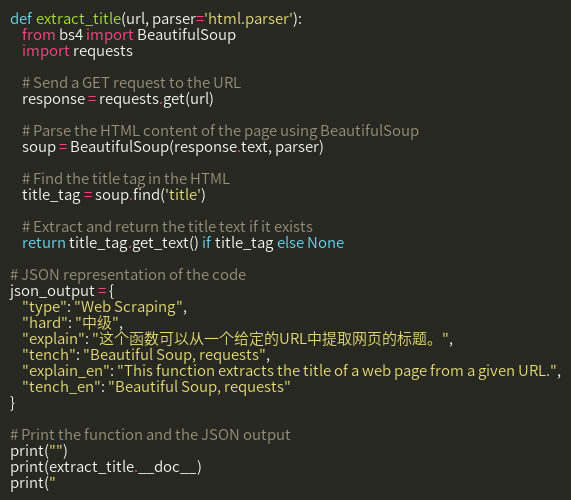 def extract_title(url, parser='html.parser'):
    from bs4 import BeautifulSoup
    import requests

    # Send a GET request to the URL
    response = requests.get(url)

    # Parse the HTML content of the page using BeautifulSoup
    soup = BeautifulSoup(response.text, parser)

    # Find the title tag in the HTML
    title_tag = soup.find('title')

    # Extract and return the title text if it exists
    return title_tag.get_text() if title_tag else None

# JSON representation of the code
json_output = {
    "type": "Web Scraping",
    "hard": "中级",
    "explain": "这个函数可以从一个给定的URL中提取网页的标题。",
    "tench": "Beautiful Soup, requests",
    "explain_en": "This function extracts the title of a web page from a given URL.",
    "tench_en": "Beautiful Soup, requests"
}

# Print the function and the JSON output
print("")
print(extract_title.__doc__)
print("